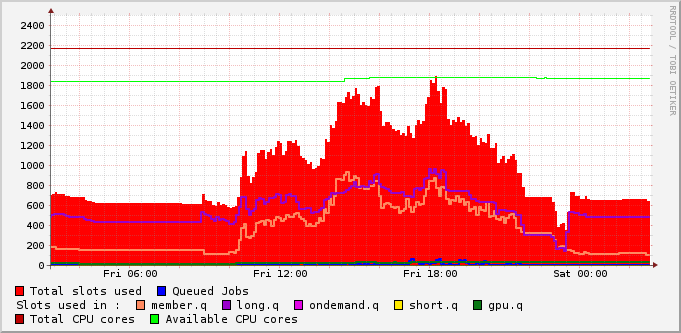 2400
2200
2000
1800
1600
1400
1200
1000
800
600
400
200
0
Fri 06:00 Fri 12:00 Fri 18:00 Sat 00:00
Total slots used Queued Jobs
Slots used in : member.q long.q ondemand.q short.q gpu.q
Total CPU cores Available CPU cores
RRDTOOL / TOBI OETIKER